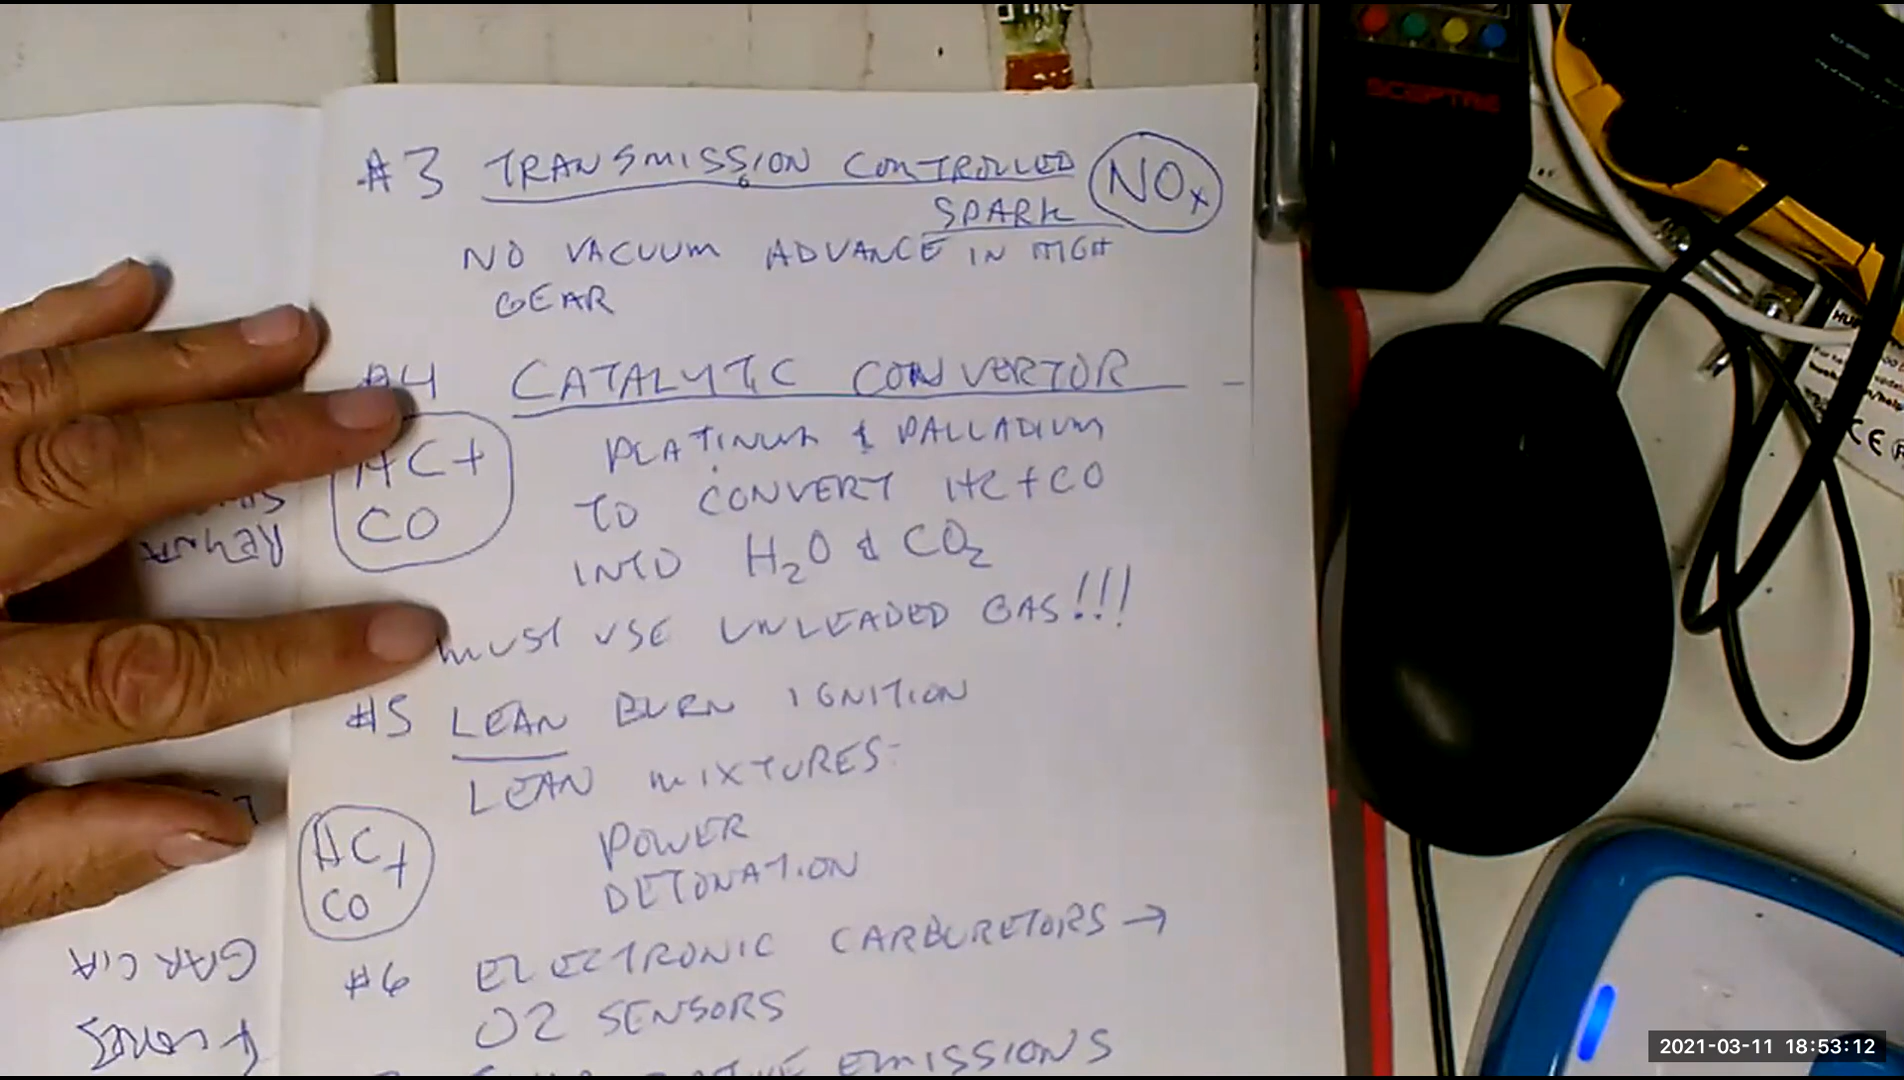 #3 TRANSMISSION CONTROLLED
SPARK
NOx
NO VACUUM ADVANCE IN HIGH
GEAR
#4 CATALYTIC CONVERTOR
HC+
CO
PLATINUM & PALLADIUM
TO CONVERT HC+CO
INTO H2O & CO2
MUST USE UNLEADED GAS!!!
#5 LEAN BURN IGNITION
LEAN MIXTURES:
HC+
CO
POWER
DETONATION
#6 ELECTRONIC CARBURETORS →
O2 SENSORS
EMISSIONS
GARCIA
SCEPTRE
2021-03-11 18:53:12